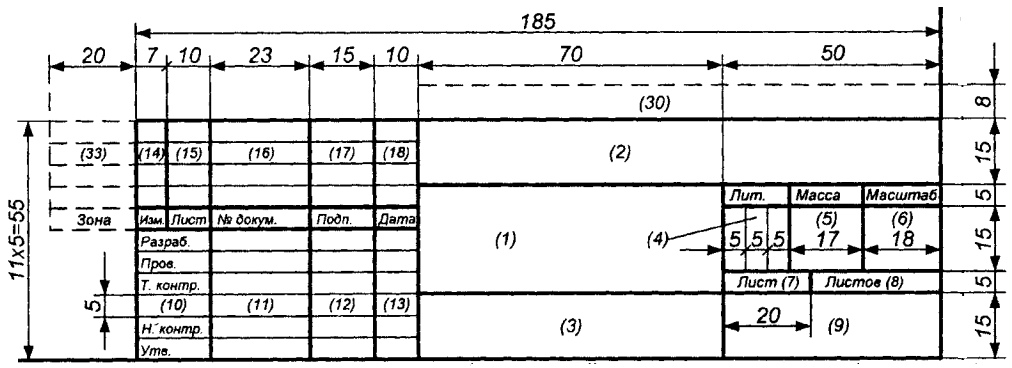 185
20 7 10 23 15 10 70 50
(30) 8
(33) (14) (15) (16) (17) (18) (2) 15
Лит. Масса Масштаб 5
Зона Изм. Лист № докум. Подп. Дата (1) (4) (5) (6)
5 5 5 17 18 15
11x5=55
Разраб.
Пров.
Т. контр. Лист (7) Листов (8) 5
5 (10) (11) (12) (13)
Н. контр. (3) 20 (9) 15
Утв.